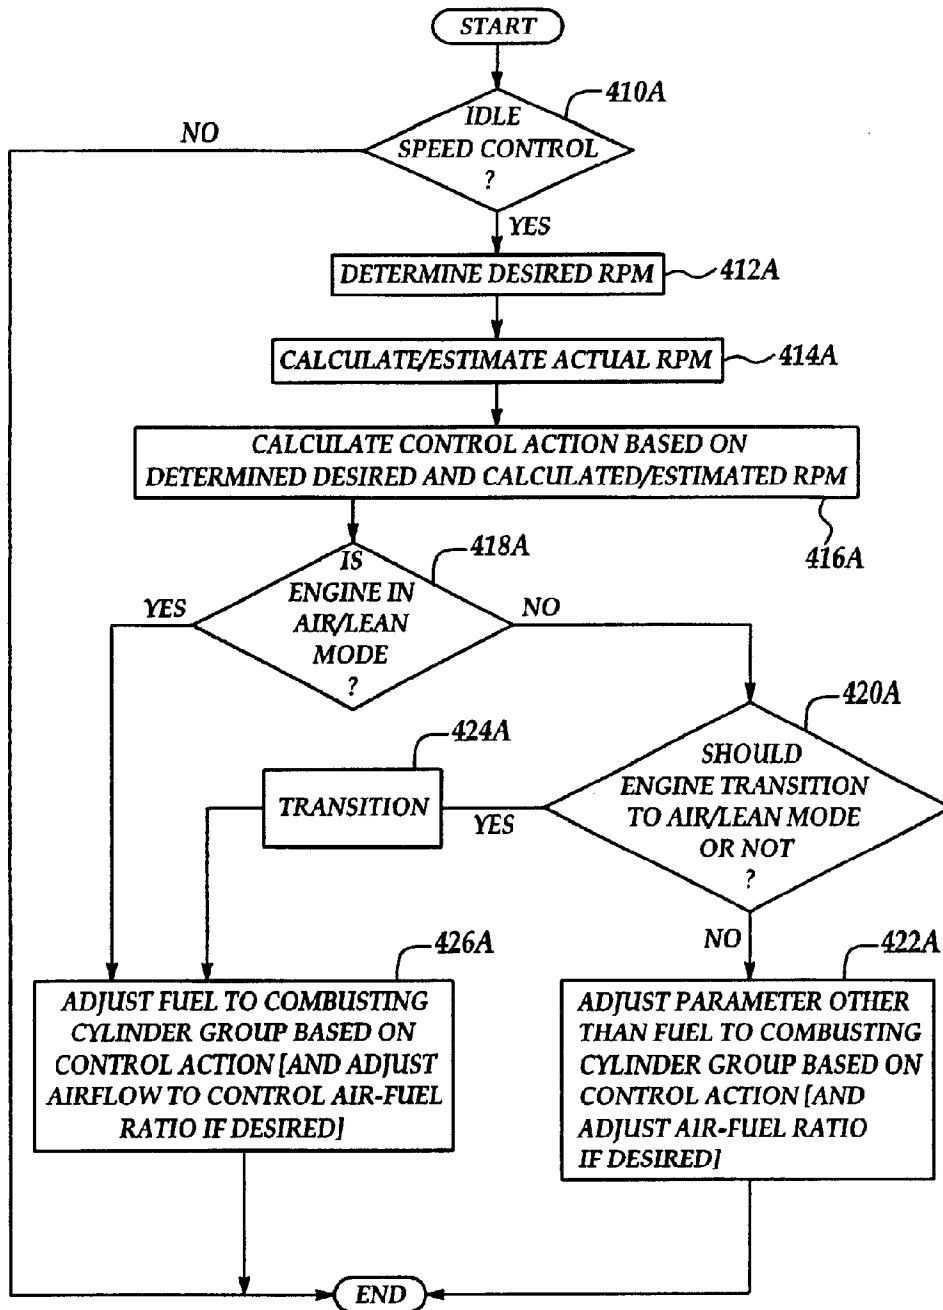 START
410A
IDLE
SPEED CONTROL
?
NO
YES
DETERMINE DESIRED RPM
412A
CALCULATE/ESTIMATE ACTUAL RPM
414A
CALCULATE CONTROL ACTION BASED ON
DETERMINED DESIRED AND CALCULATED/ESTIMATED RPM
416A
418A
IS
ENGINE IN
AIR/LEAN
MODE
?
YES
NO
420A
SHOULD
ENGINE TRANSITION
TO AIR/LEAN MODE
OR NOT
?
424A
TRANSITION
YES
NO
426A
ADJUST FUEL TO COMBUSTING
CYLINDER GROUP BASED ON
CONTROL ACTION [AND ADJUST
AIRFLOW TO CONTROL AIR-FUEL
RATIO IF DESIRED]
422A
ADJUST PARAMETER OTHER
THAN FUEL TO COMBUSTING
CYLINDER GROUP BASED ON
CONTROL ACTION [AND
ADJUST AIR-FUEL RATIO
IF DESIRED]
END